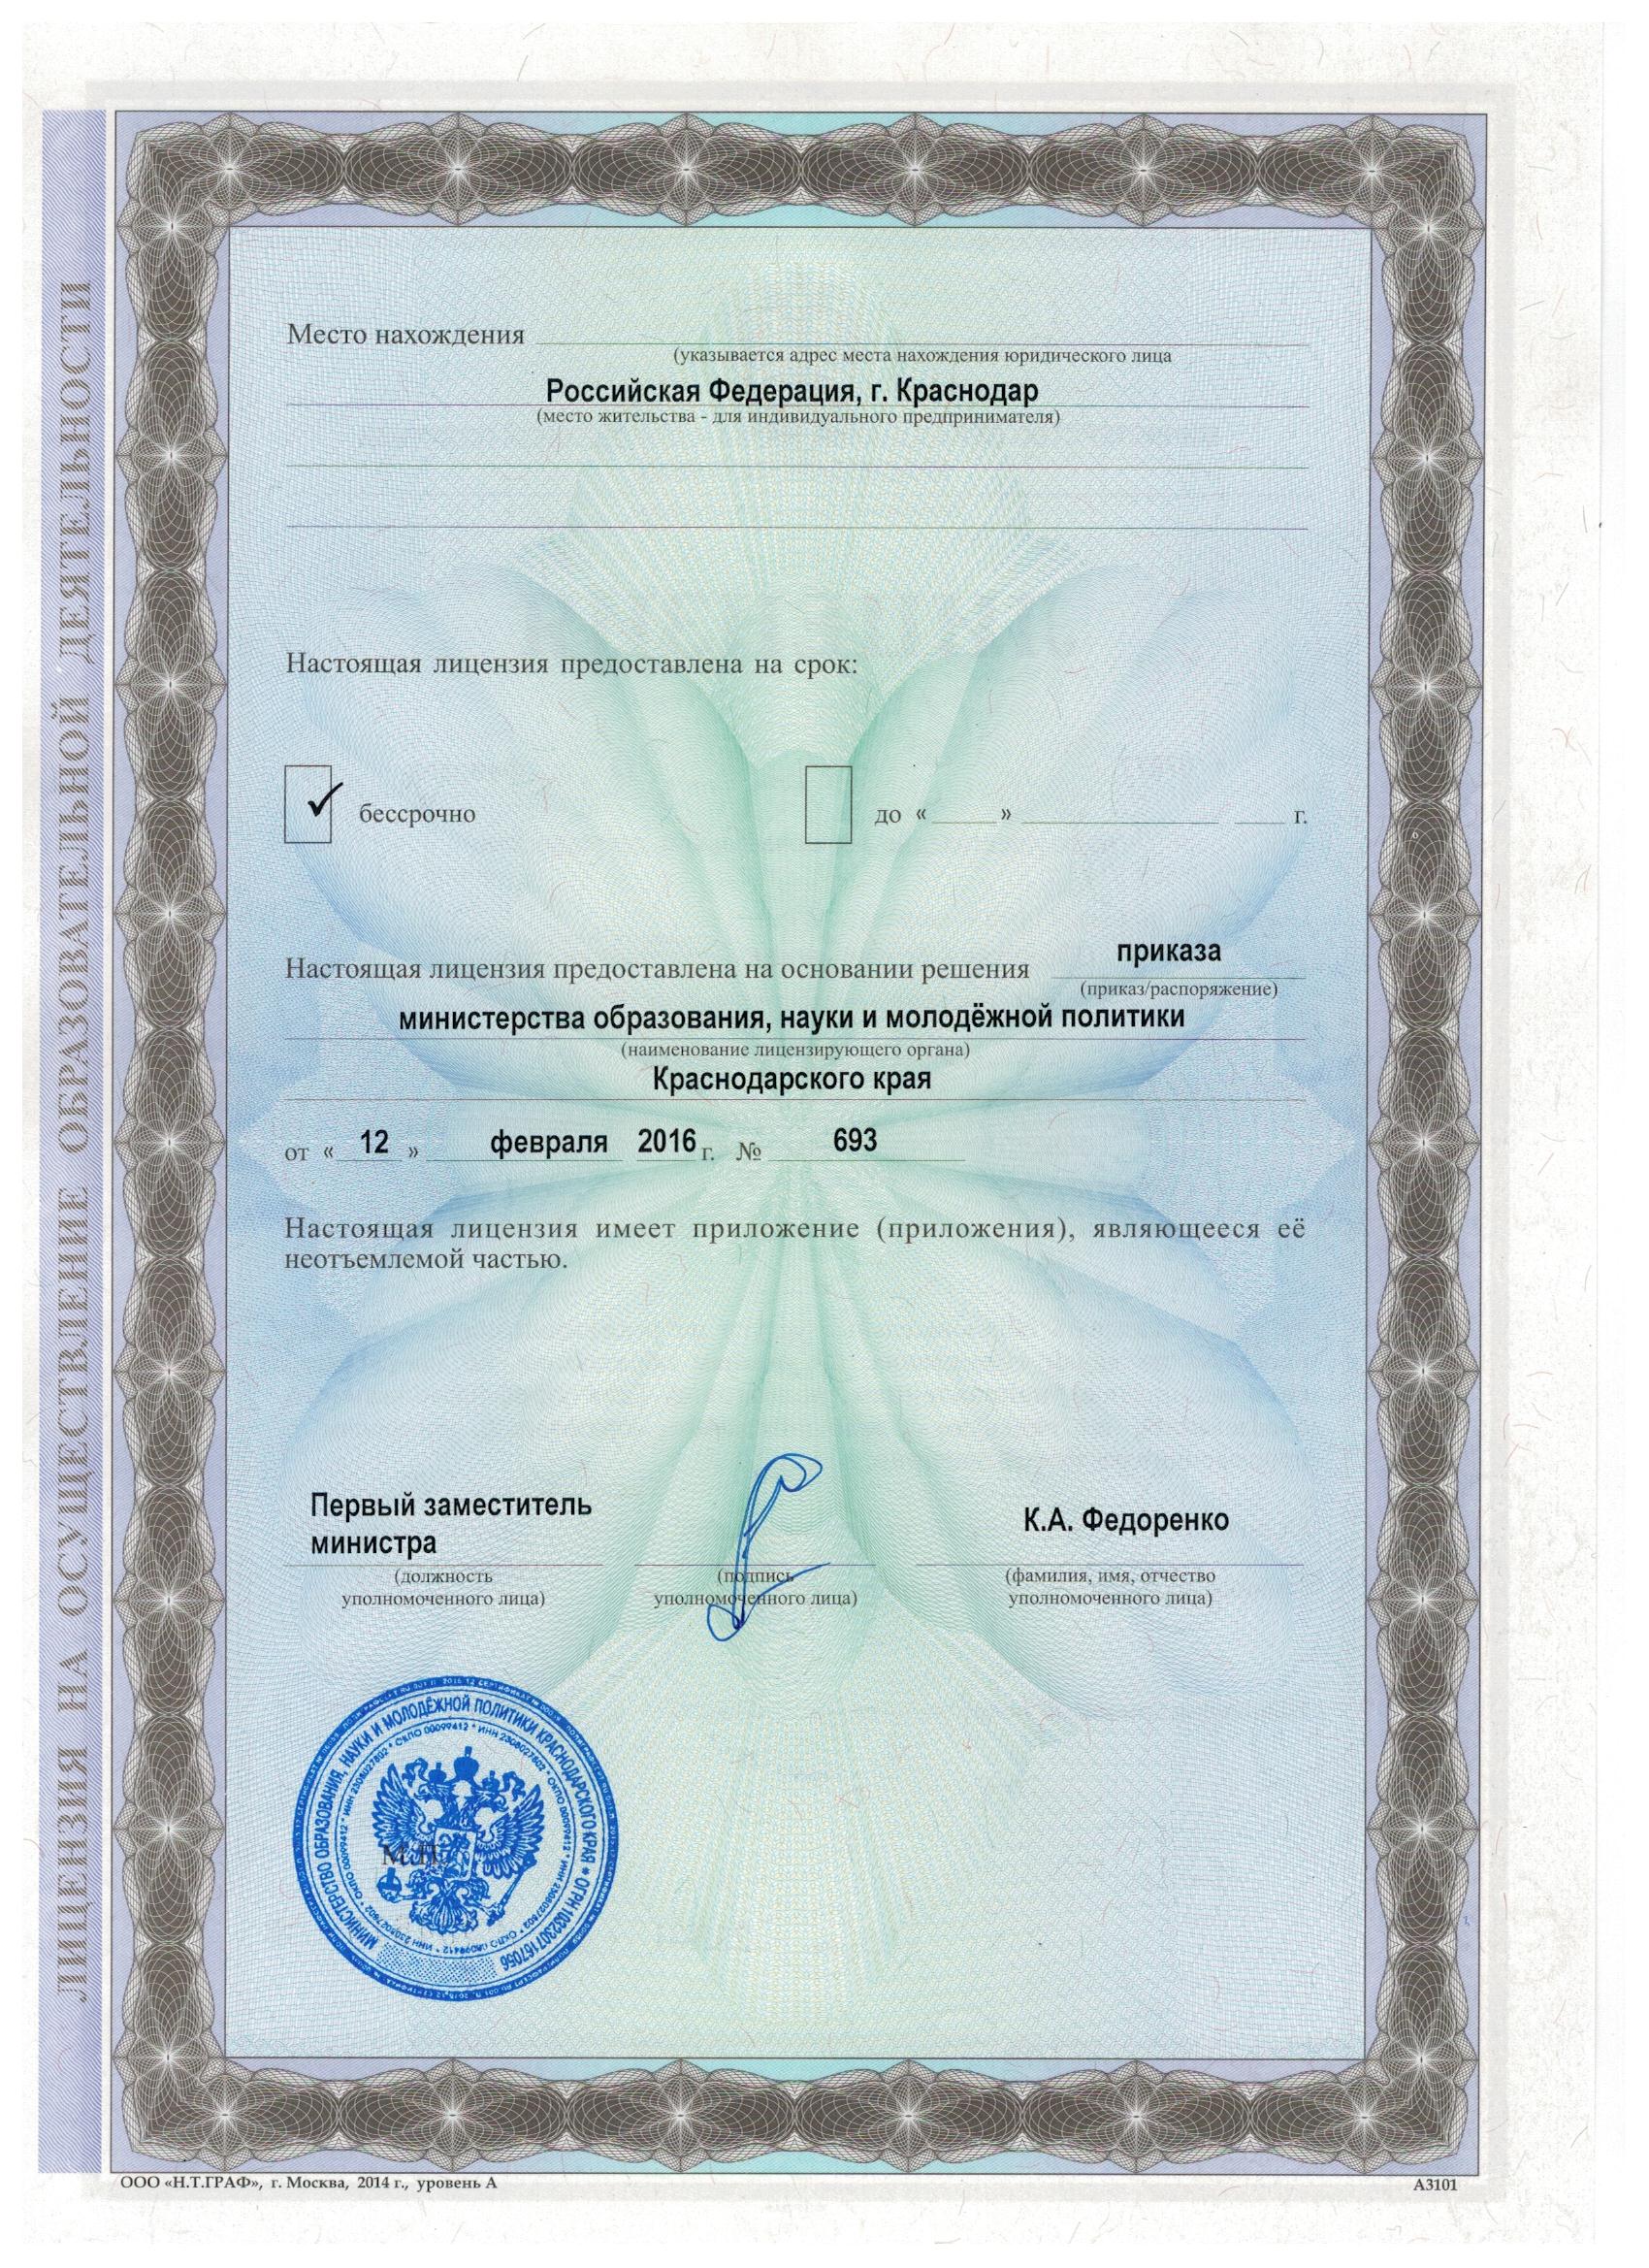 ЛИЦЕНЗИЯ НА ОСУЩЕСТВЛЕНИЕ ОБРАЗОВАТЕЛЬНОЙ ДЕЯТЕЛЬНОСТИ
Место нахождения
(указывается адрес места нахождения юридического лица
Российская Федерация, г. Краснодар
(место жительства - для индивидуального предпринимателя)
Настоящая лицензия предоставлена на срок:
бессрочно до « » г.
приказа
Настоящая лицензия предоставлена на основании решения
(приказ/распоряжение)
министерства образования, науки и молодёжной политики
(наименование лицензирующего органа)
Краснодарского края
от « 12 » февраля 2016 г. № 693
Настоящая лицензия имеет приложение (приложения), являющееся её
неотъемлемой частью.
Первый заместитель
министра
К.А. Федоренко
(должность
уполномоченного лица)
(подпись
уполномоченного лица)
(фамилия, имя, отчество
уполномоченного лица)
МИНИСТЕРСТВО ОБРАЗОВАНИЯ, НАУКИ И МОЛОДЁЖНОЙ ПОЛИТИКИ КРАСНОДАРСКОГО КРАЯ * ОГРН 1032307167056
* ИНН 2308027802 * ОКПО 00099412 * ИНН 2308027802 * ОКПО 00099412
М.П.
ООО «Н.Т.ГРАФ», г. Москва, 2014 г., уровень А
А3101